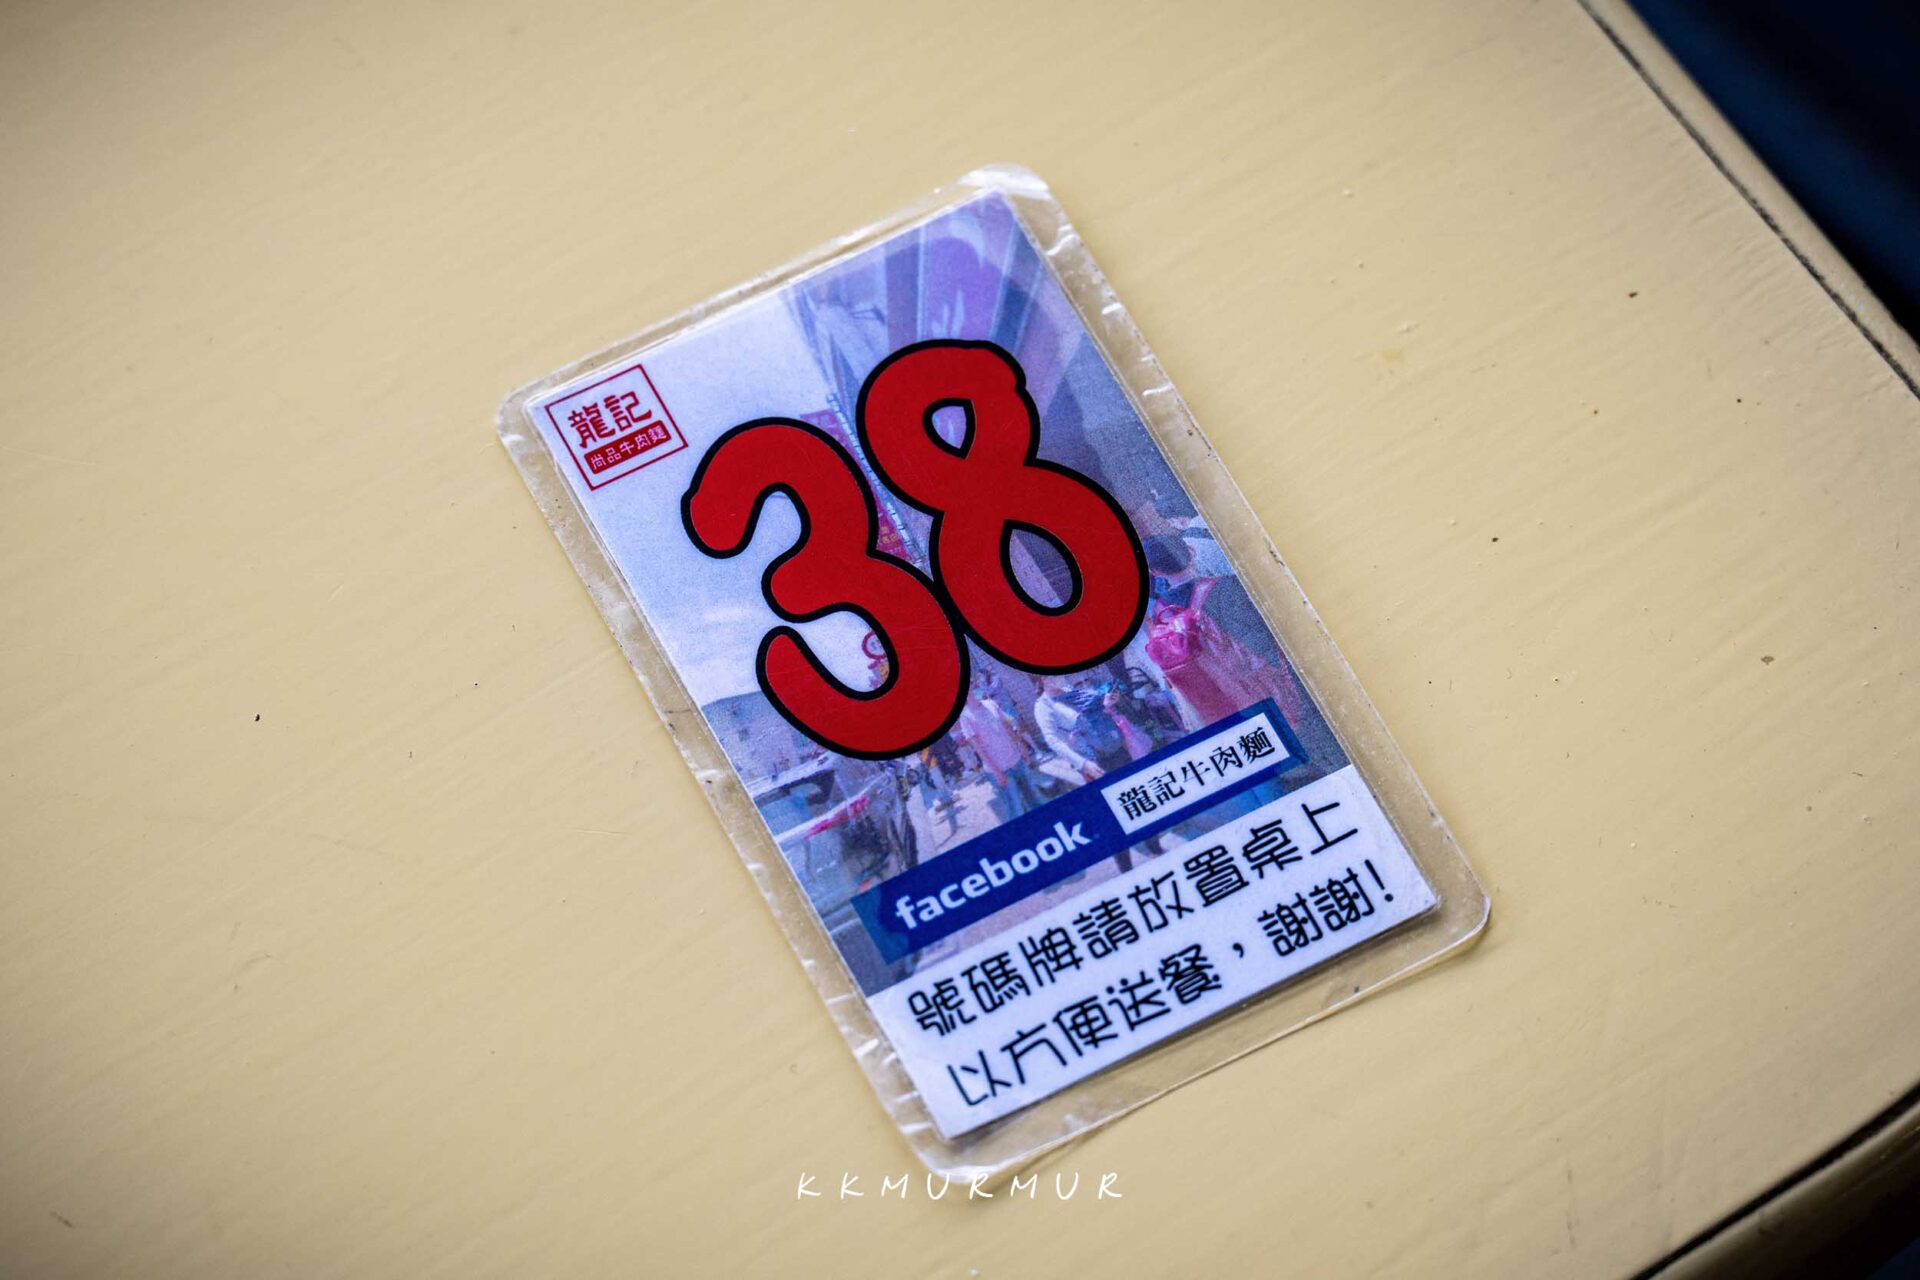 龍記
尚品牛肉麵
38
facebook 龍記牛肉麵
號碼牌請放置桌上
以方便送餐，謝謝!
KKMURMUR